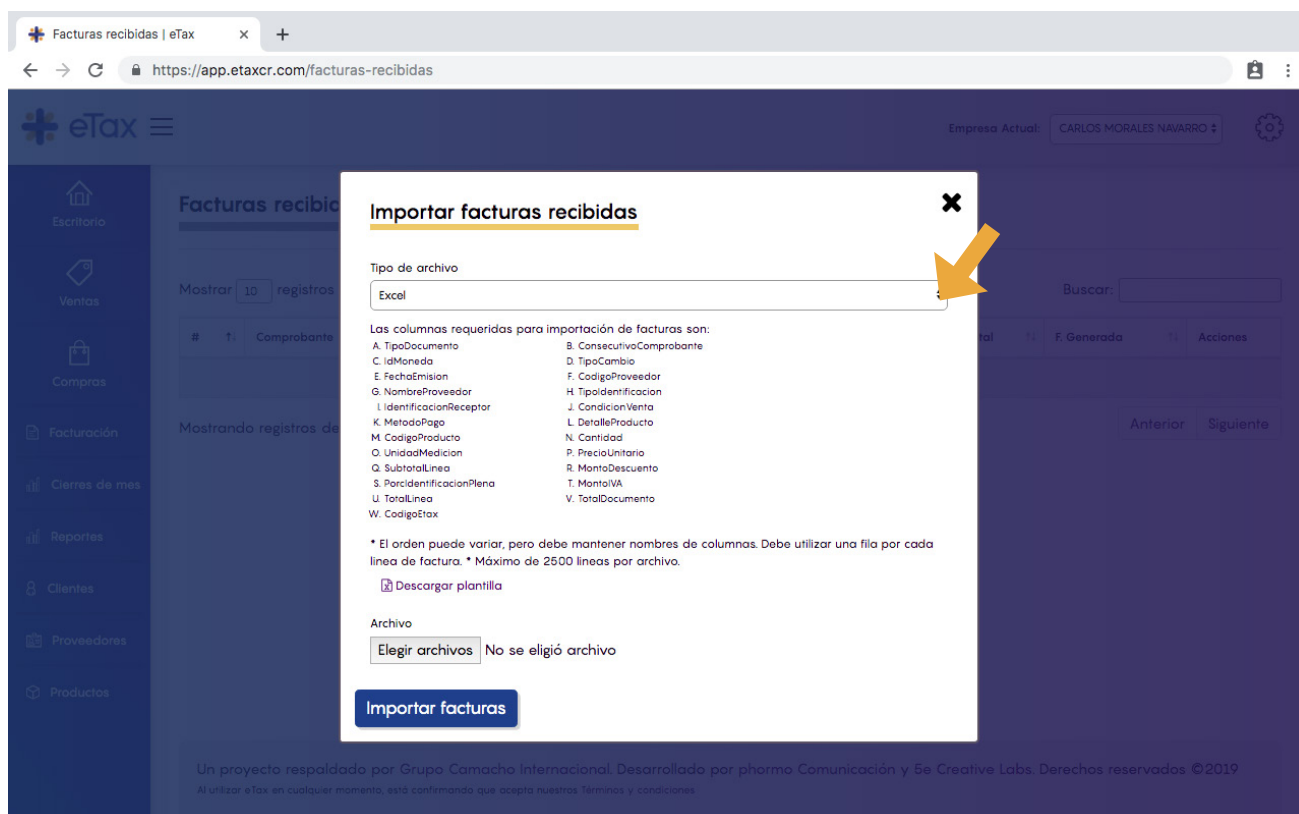 Facturas recibidas | eTax
https://app.etaxcr.com/facturas-recibidas
eTax
Empresa Actual: CARLOS MORALES NAVARRO
Escritorio
Ventas
Compras
Facturación
Cierres de mes
Reportes
Clientes
Proveedores
Productos
Facturas recibid
Mostrar 10 registros
Buscar:
# Comprobante
tal F. Generada Acciones
Mostrando registros de
Anterior Siguiente
Importar facturas recibidas
Tipo de archivo
Excel
Las columnas requeridas para importación de facturas son:
A. TipoDocumento B. ConsecutivoComprobante
C. IdMoneda D. TipoCambio
E. FechaEmision F. CodigoProveedor
G. NombreProveedor H. TipoIdentificacion
I. IdentificacionReceptor J. CondicionVenta
K. MetodoPago L. DetalleProducto
M. CodigoProducto N. Cantidad
O. UnidadMedicion P. PrecioUnitario
Q. SubtotalLinea R. MontoDescuento
S. PorcIdentificacionPlena T. MontoIVA
U. TotalLinea V. TotalDocumento
W. CodigoEtax
* El orden puede variar, pero debe mantener nombres de columnas. Debe utilizar una fila por cada
linea de factura. * Máximo de 2500 lineas por archivo.
Descargar plantilla
Archivo
Elegir archivos No se eligió archivo
Importar facturas
Un proyecto respaldado por Grupo Camacho Internacional. Desarrollado por phormo Comunicación y 5e Creative Labs. Derechos reservados ©2019
Al utilizar eTax en cualquier momento, está confirmando que acepta nuestros Términos y condiciones